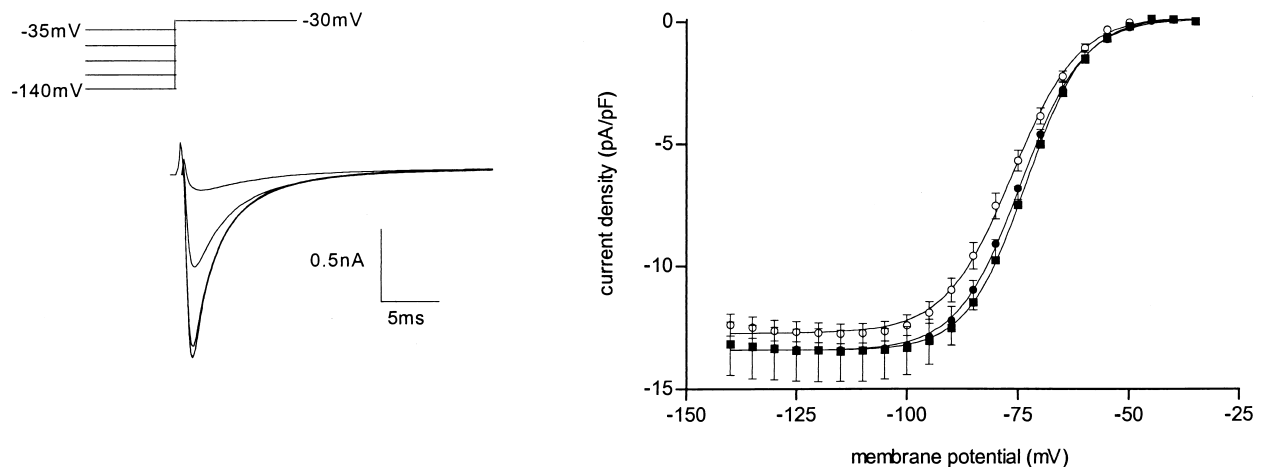 -35mV
-30mV
-140mV
0.5nA
5ms
current density (pA/pF)
0
-5
-10
-15
-150
-125
-100
-75
-50
-25
membrane potential (mV)